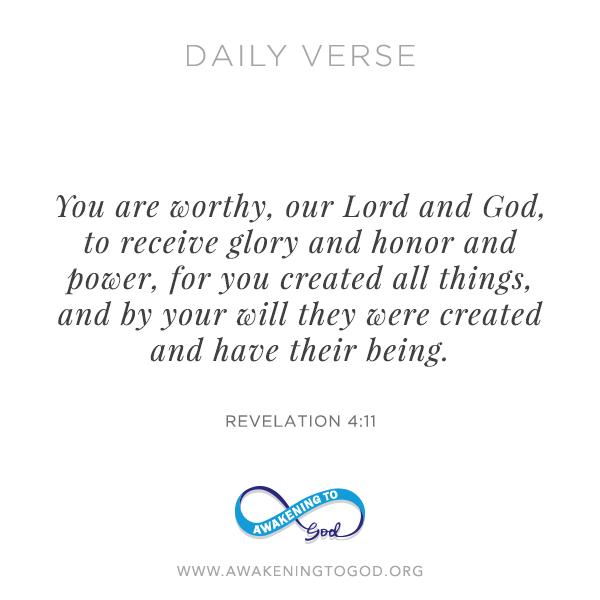 DAILY VERSE
You are worthy, our Lord and God,
to receive glory and honor and
power, for you created all things,
and by your will they were created
and have their being.
REVELATION 4:11
AWAKENING TO
God
WWW.AWAKENINGTOGOD.ORG